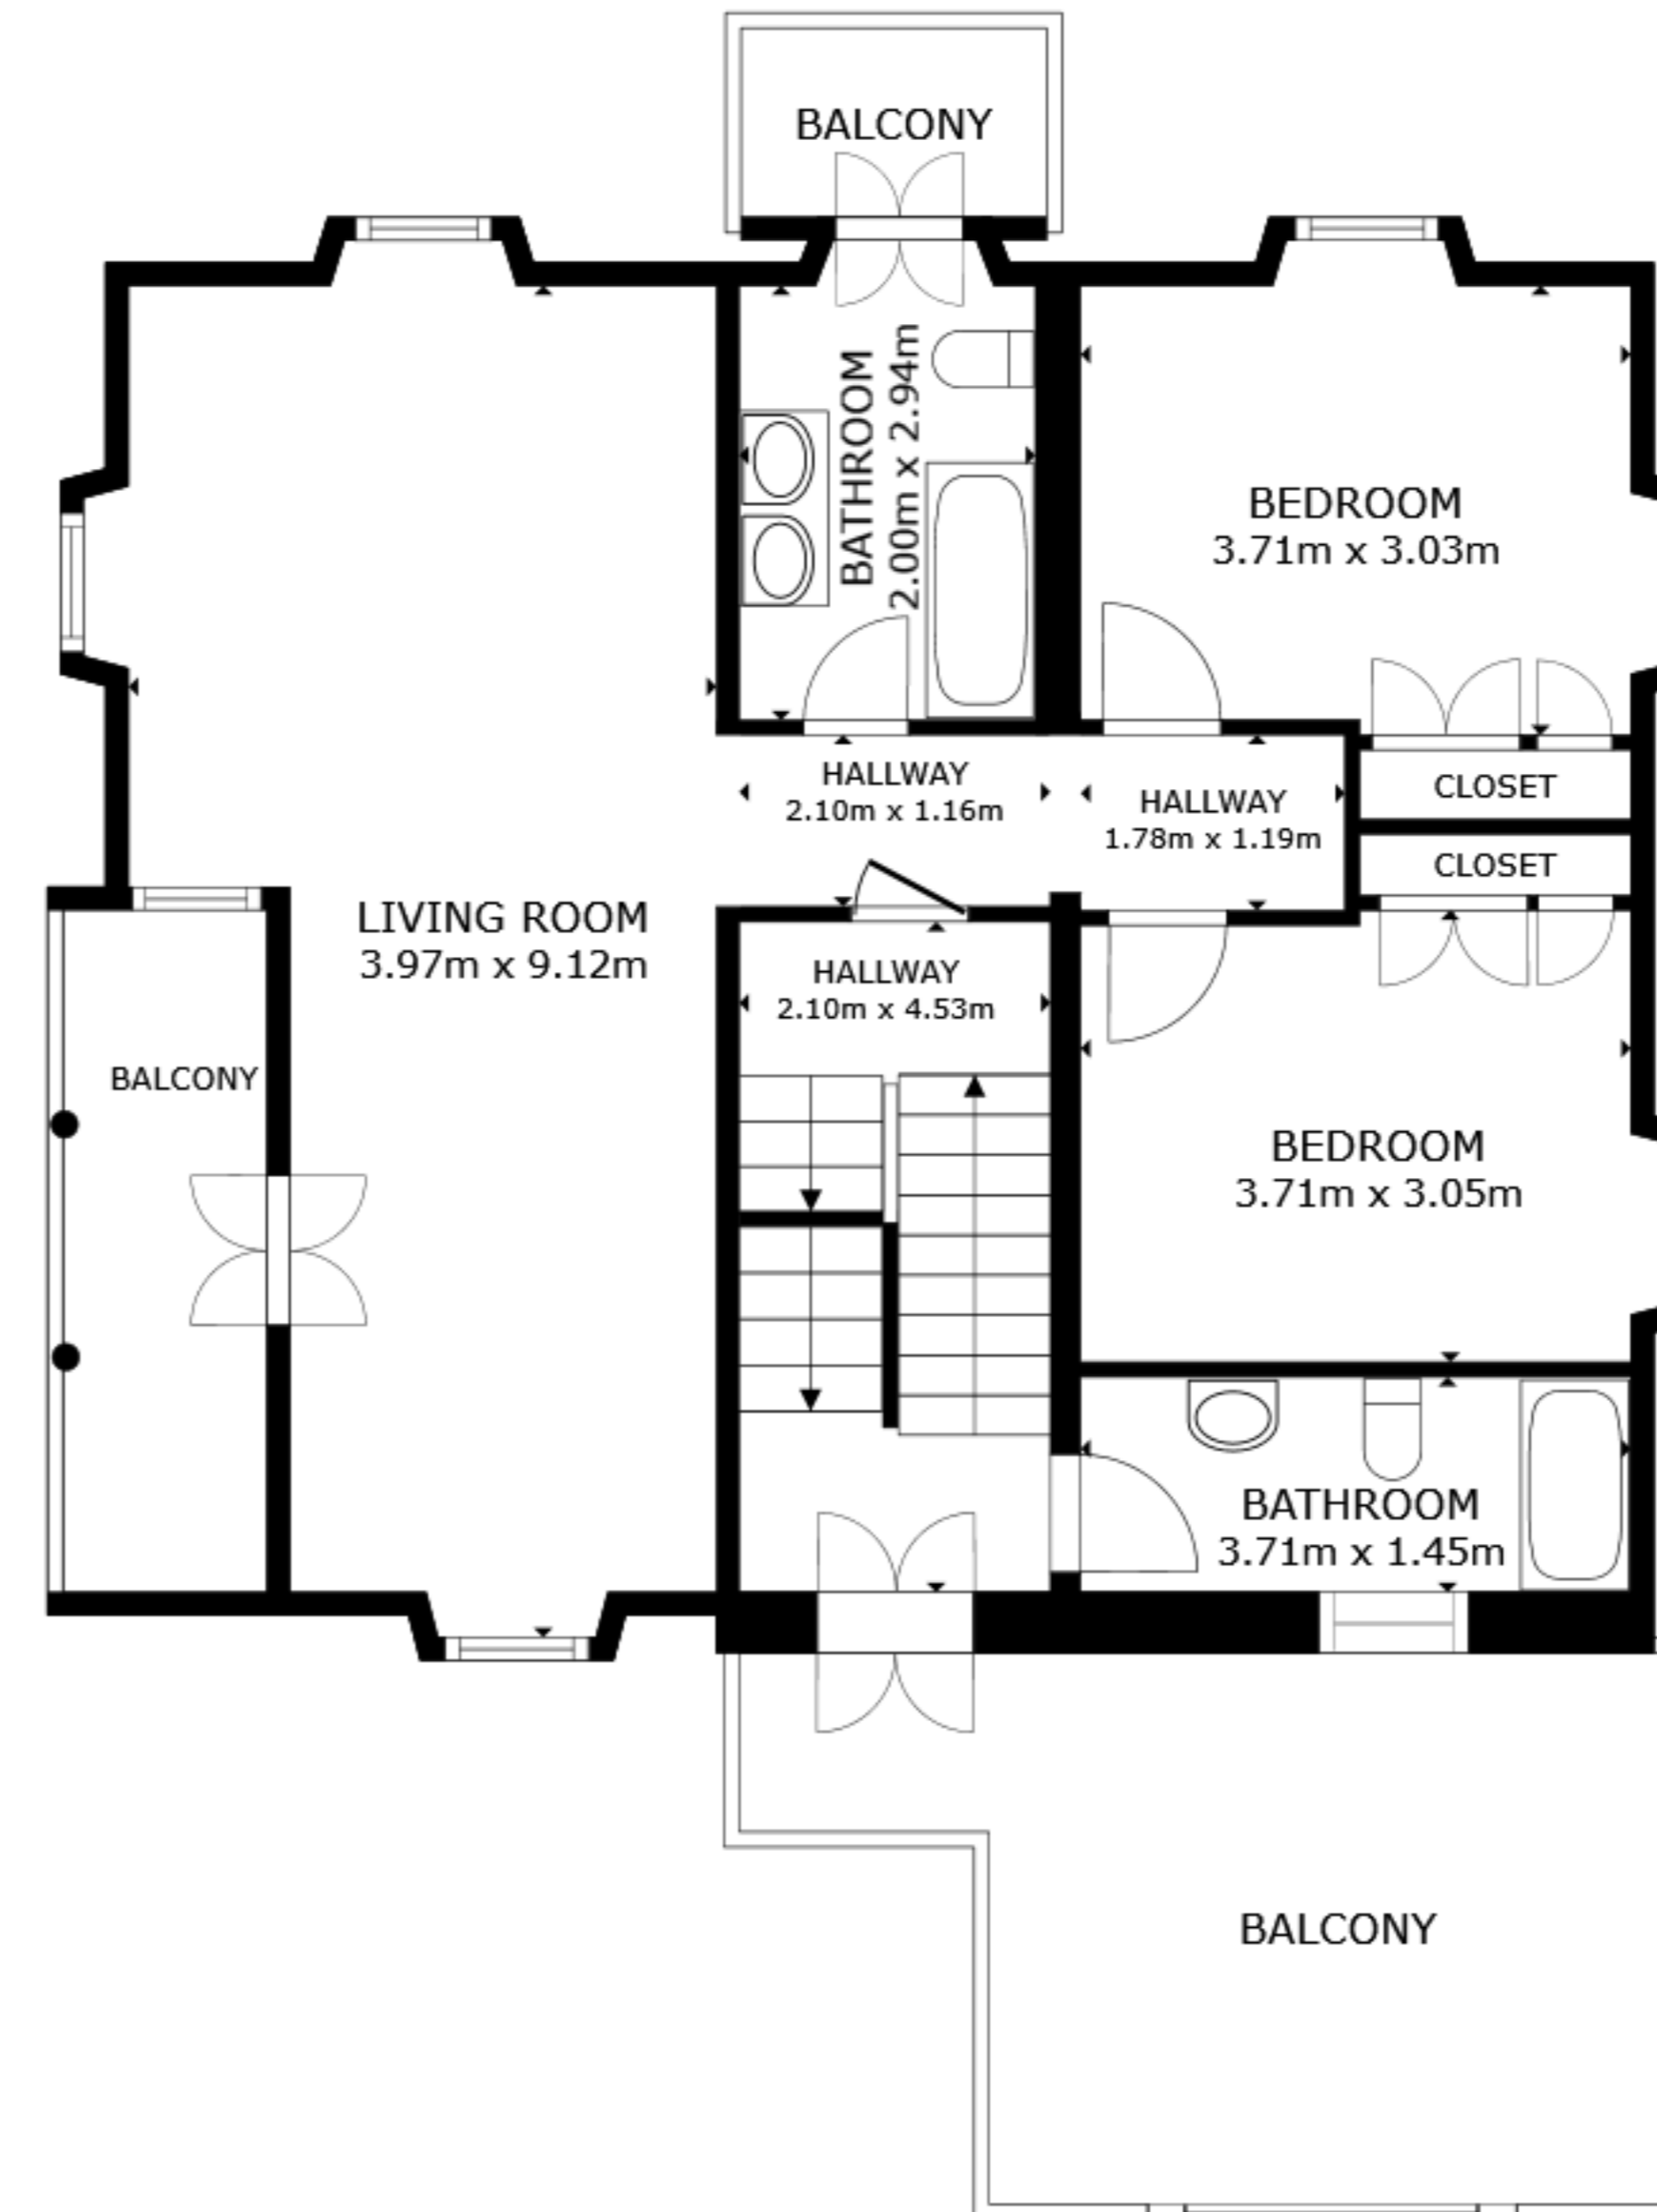 BALCONY
BATHROOM
2.00m x 2.94m
BEDROOM
3.71m x 3.03m
HALLWAY
2.10m x 1.16m
HALLWAY
1.78m x 1.19m
CLOSET
CLOSET
LIVING ROOM
3.97m x 9.12m
HALLWAY
2.10m x 4.53m
BALCONY
BEDROOM
3.71m x 3.05m
BATHROOM
3.71m x 1.45m
BALCONY